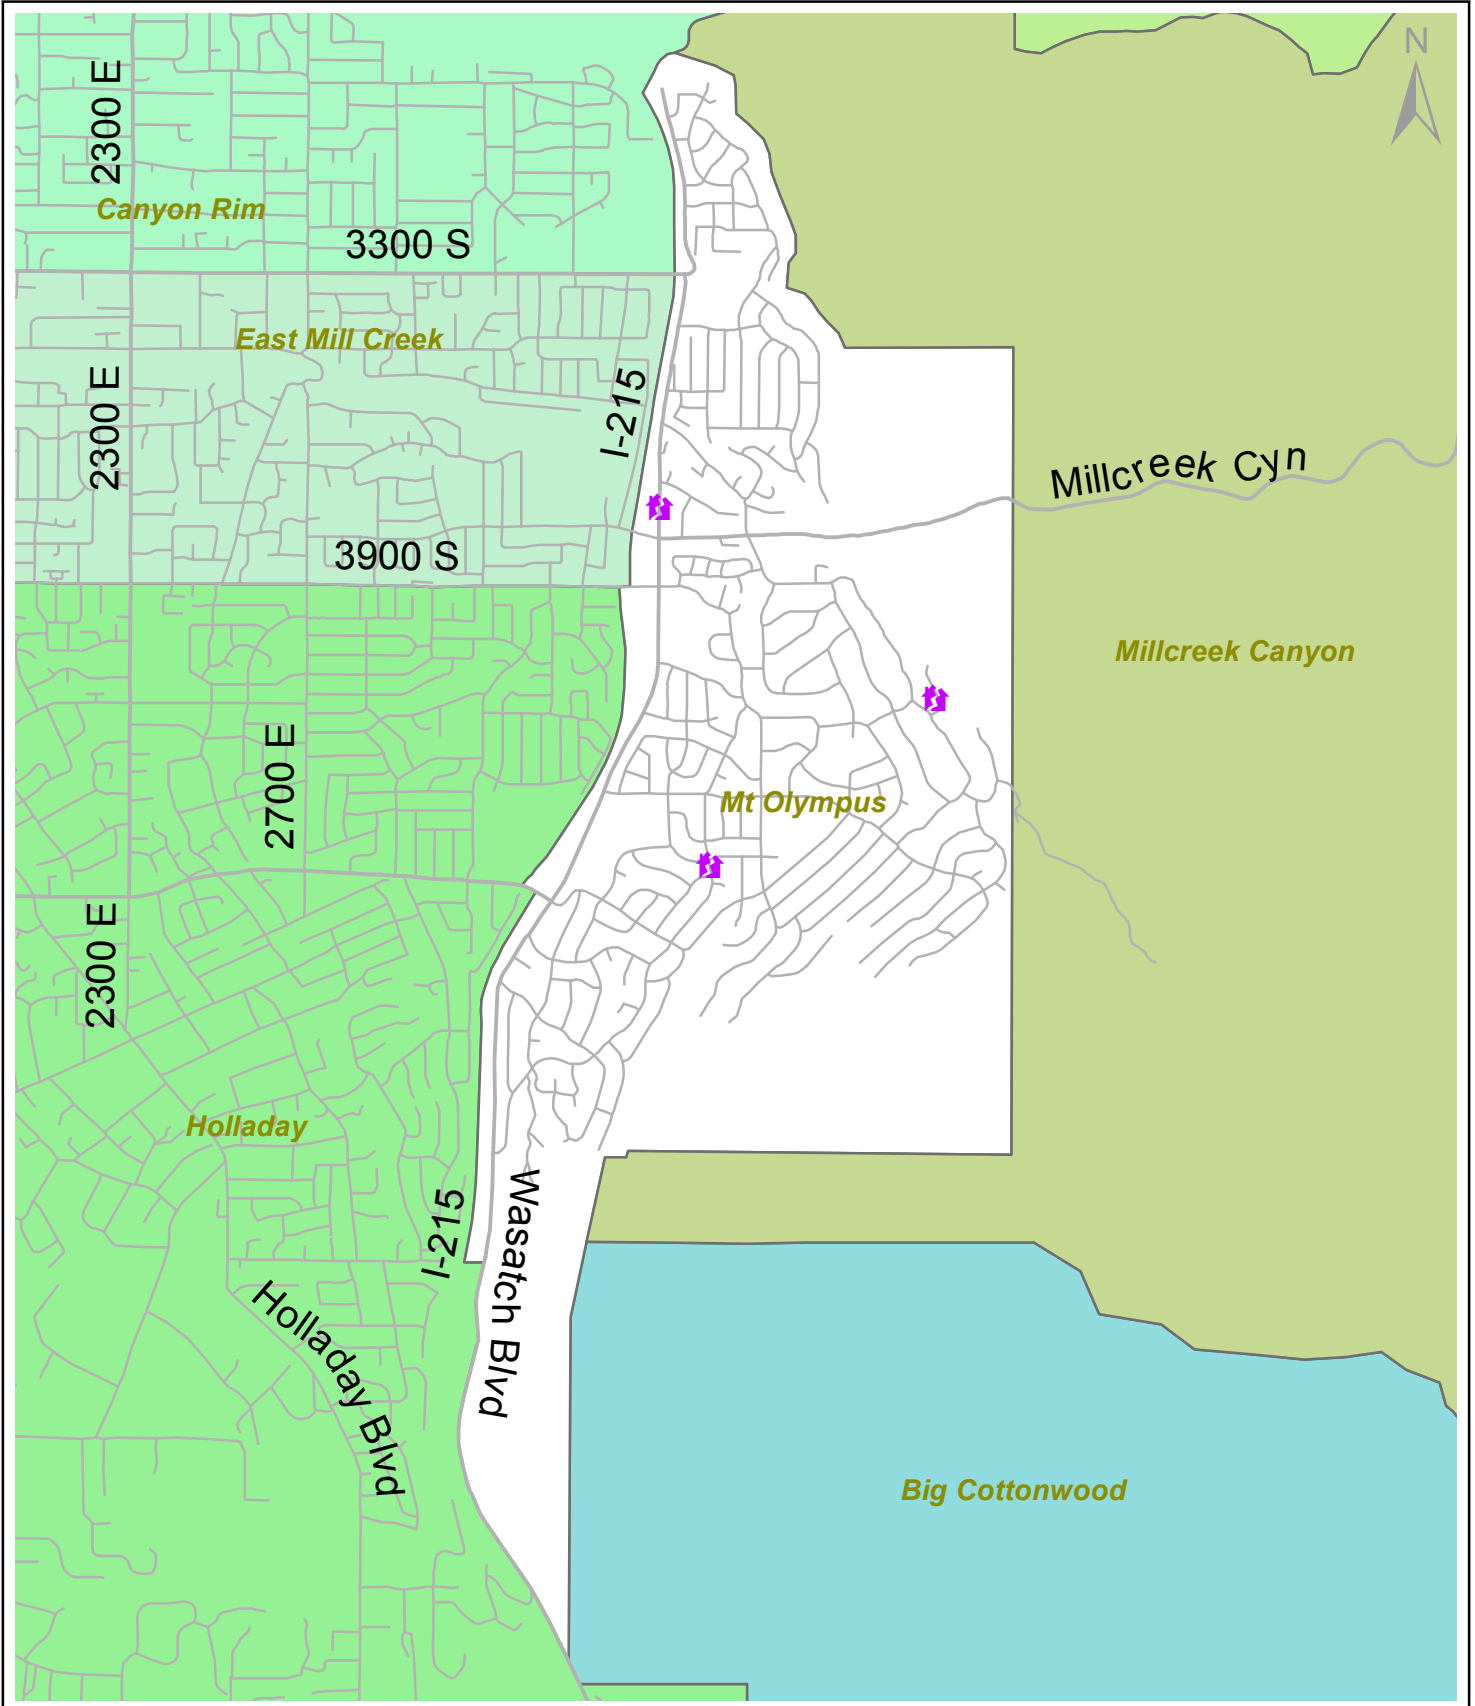 N
2300 E
Canyon Rim
3300 S
East Mill Creek
2300 E
I-215
Millcreek Cyn
3900 S
Millcreek Canyon
2700 E
Mt Olympus
2300 E
Holladay
I-215
Wasatch Blvd
Holladay Blvd
Big Cottonwood